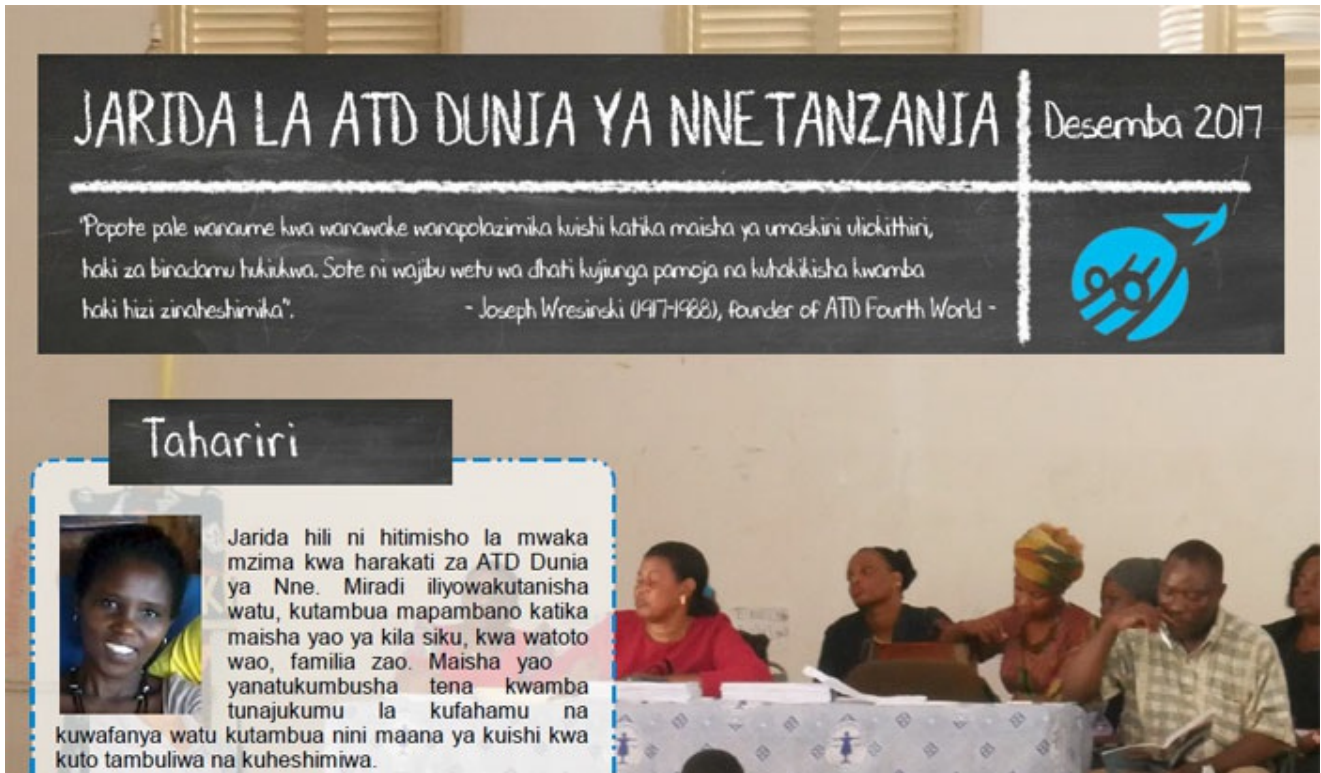 JARIDA LA ATD DUNIA YA NNE TANZANIA
Desemba 2017
"Popote pale wanaume kwa wanawake wanapolazimika kuishi katika maisha ya umaskini uliokithiri,
haki za binadamu hukiukwa. Sote ni wajibu wetu wa dhati kujiunga pamoja na kuhakikisha kwamba
haki hizi zinaheshimika".
- Joseph Wresinski (1917-1988), founder of ATD Fourth World -
Tahariri
Jarida hili ni hitimisho la mwaka
mzima kwa harakati za ATD Dunia
ya Nne. Miradi iliyowakutanisha
watu, kutambua mapambano katika
maisha yao ya kila siku, kwa watoto
wao, familia zao. Maisha yao
yanatukumbusha tena kwamba
tunajukumu la kufahamu na
kuwafanya watu kutambua nini maana ya kuishi kwa
kuto tambuliwa na kuheshimiwa.